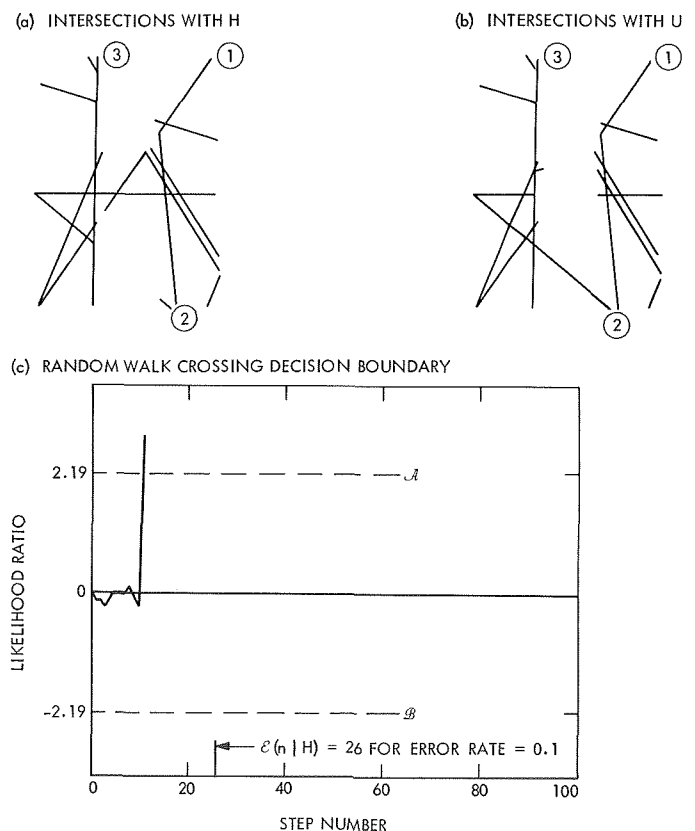 (a) INTERSECTIONS WITH H
(b) INTERSECTIONS WITH U
3
1
2
3
1
2
(c) RANDOM WALK CROSSING DECISION BOUNDARY
LIKELIHOOD RATIO
2.19
0
-2.19
𝒜
ℬ
ℰ(n | H) = 26 FOR ERROR RATE = 0.1
0
20
40
60
80
100
STEP NUMBER